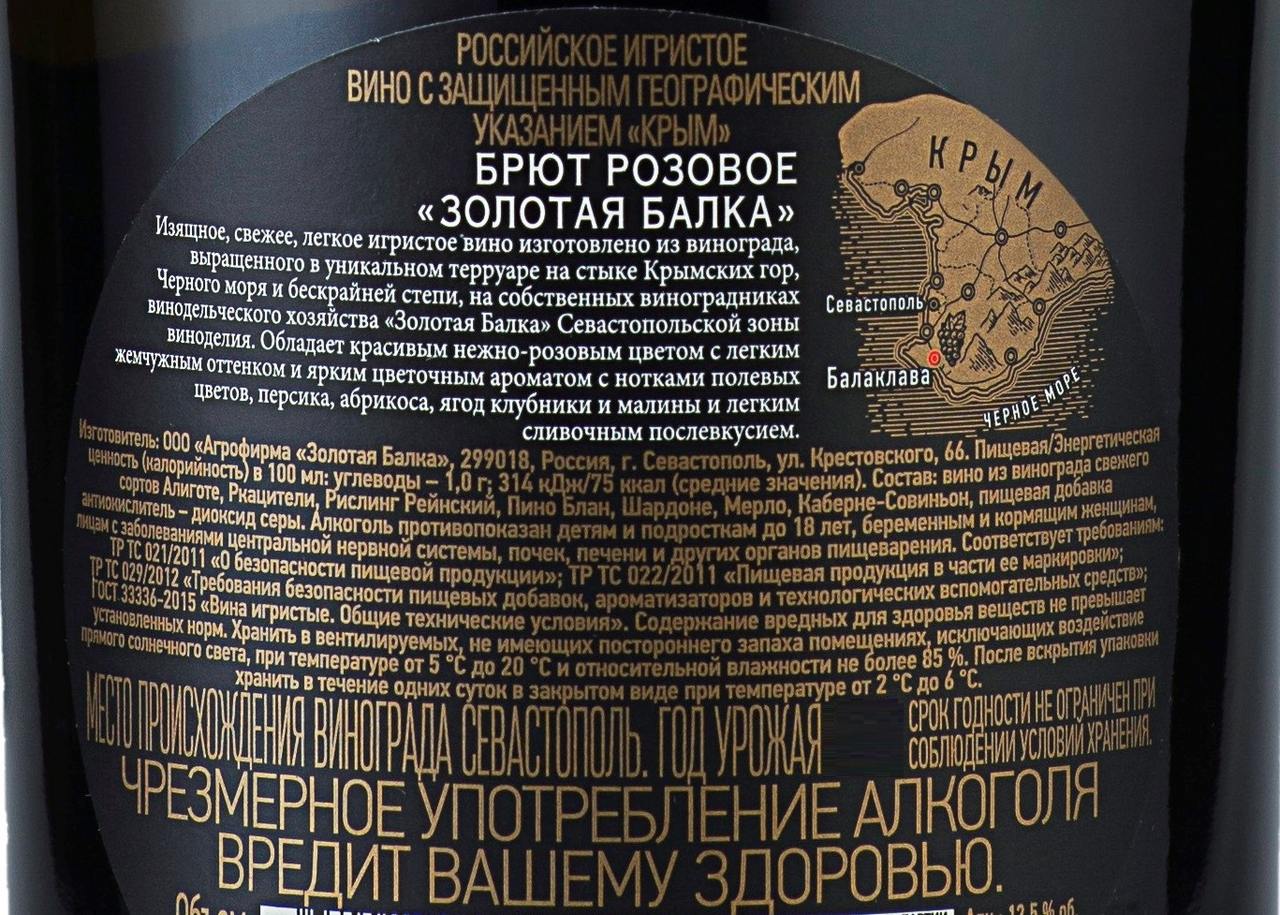 РОССИЙСКОЕ ИГРИСТОЕ
ВИНО С ЗАЩИЩЕННЫМ ГЕОГРАФИЧЕСКИМ
УКАЗАНИЕМ «КРЫМ»
БРЮТ РОЗОВОЕ
«ЗОЛОТАЯ БАЛКА»
Изящное, свежее, легкое игристое вино изготовлено из винограда,
выращенного в уникальном терруаре на стыке Крымских гор,
Черного моря и бескрайней степи, на собственных виноградниках
винодельческого хозяйства «Золотая Балка» Севастопольской зоны
виноделия. Обладает красивым нежно-розовым цветом с легким
жемчужным оттенком и ярким цветочным ароматом с нотками полевых
цветов, персика, абрикоса, ягод клубники и малины и легким
сливочным послевкусием.
КРЫМ
Севастополь
Балаклава
ЧЕРНОЕ МОРЕ
Изготовитель: ООО «Агрофирма «Золотая Балка», 299018, Россия, г. Севастополь, ул. Крестовского, 66. Пищевая/Энергетическая
ценность (калорийность) в 100 мл: углеводы – 1,0 г; 314 кДж/75 ккал (средние значения). Состав: вино из винограда свежего
сортов Алиготе, Ркацители, Рислинг Рейнский, Пино Блан, Шардоне, Мерло, Каберне-Совиньон, пищевая добавка
антиокислитель – диоксид серы. Алкоголь противопоказан детям и подросткам до 18 лет, беременным и кормящим женщинам,
лицам с заболеваниями центральной нервной системы, почек, печени и других органов пищеварения. Соответствует требованиям:
ТР ТС 021/2011 «О безопасности пищевой продукции»; ТР ТС 022/2011 «Пищевая продукция в части ее маркировки»;
ТР ТС 029/2012 «Требования безопасности пищевых добавок, ароматизаторов и технологических вспомогательных средств»;
ГОСТ 33336-2015 «Вина игристые. Общие технические условия». Содержание вредных для здоровья веществ не превышает
установленных норм. Хранить в вентилируемых, не имеющих постороннего запаха помещениях, исключающих воздействие
прямого солнечного света, при температуре от 5 °С до 20 °С и относительной влажности не более 85 %. После вскрытия упаковки
хранить в течение одних суток в закрытом виде при температуре от 2 °С до 6 °С.
МЕСТО ПРОИСХОЖДЕНИЯ ВИНОГРАДА СЕВАСТОПОЛЬ. ГОД УРОЖАЯ
СРОК ГОДНОСТИ НЕ ОГРАНИЧЕН ПРИ
СОБЛЮДЕНИИ УСЛОВИЙ ХРАНЕНИЯ.
ЧРЕЗМЕРНОЕ УПОТРЕБЛЕНИЕ АЛКОГОЛЯ
ВРЕДИТ ВАШЕМУ ЗДОРОВЬЮ.
12,5 % об.